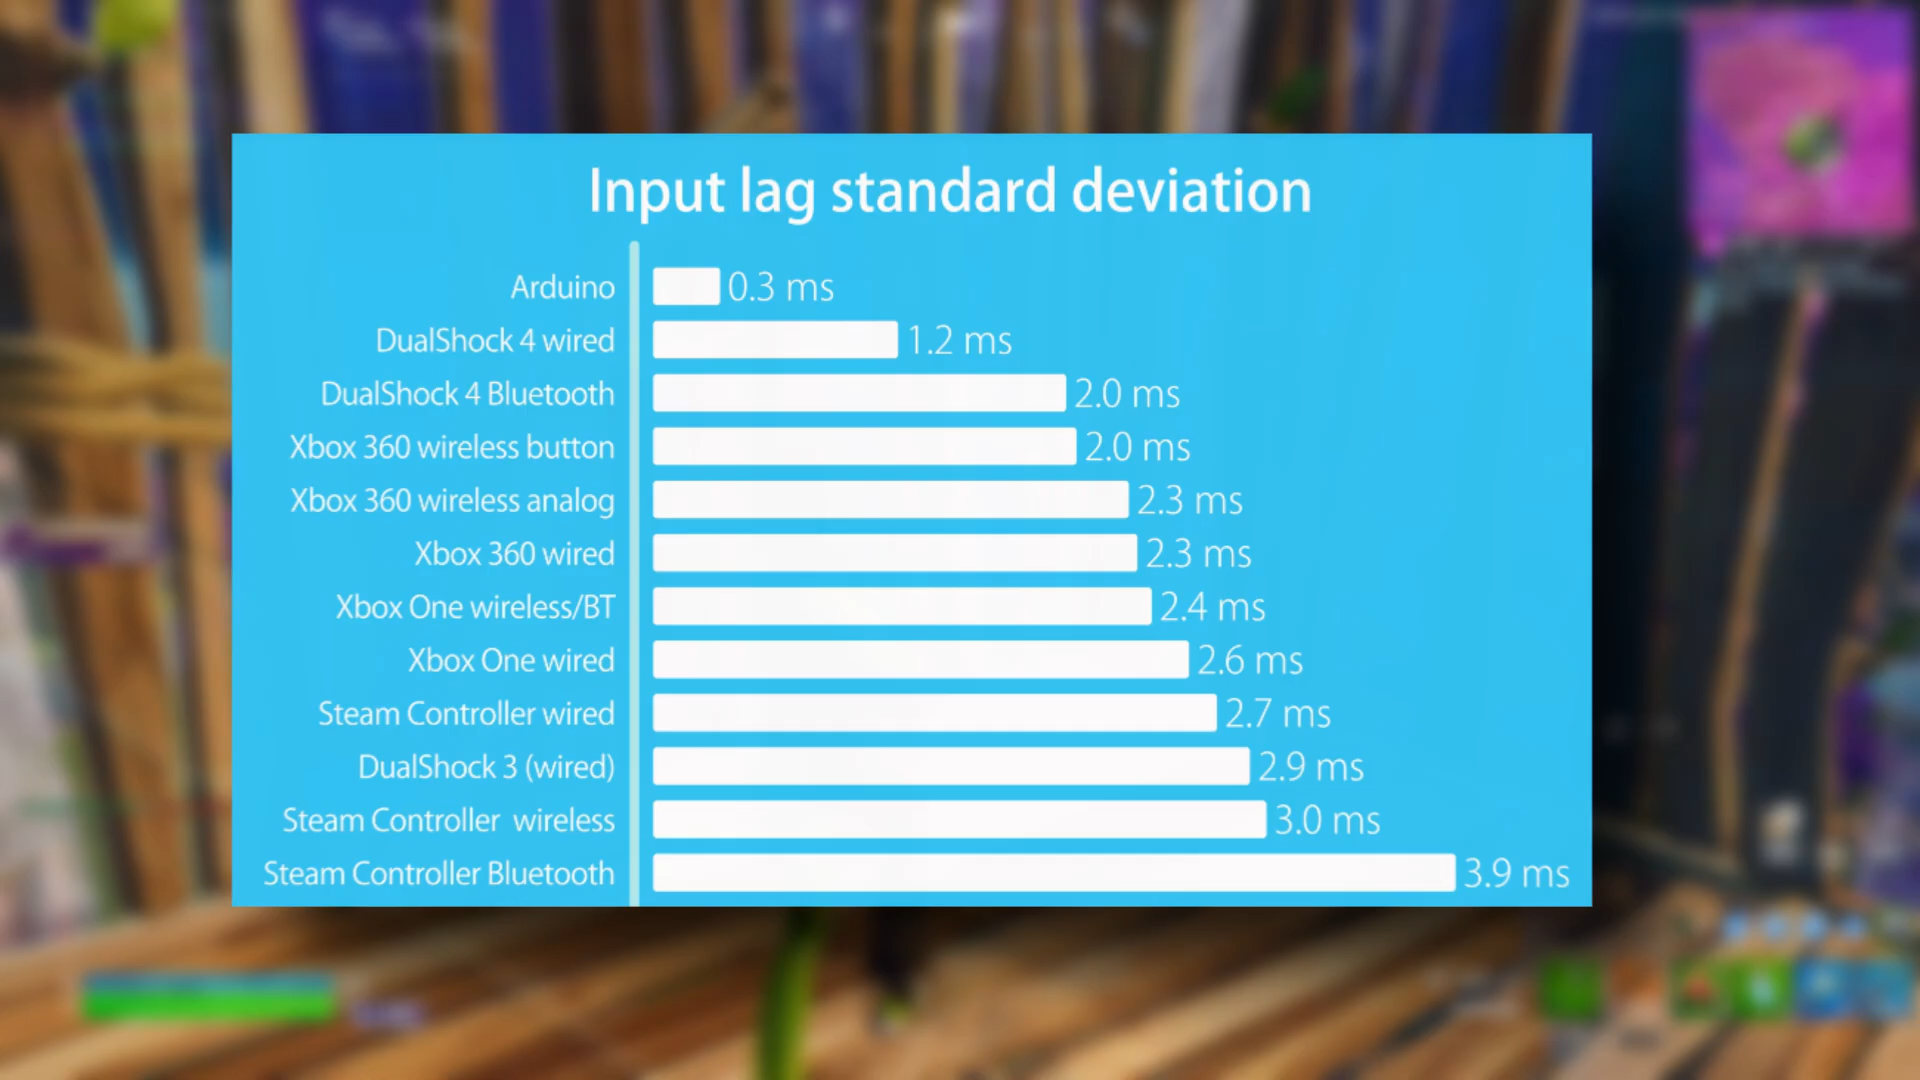 Input lag standard deviation
Arduino 0.3 ms
DualShock 4 wired 1.2 ms
DualShock 4 Bluetooth 2.0 ms
Xbox 360 wireless button 2.0 ms
Xbox 360 wireless analog 2.3 ms
Xbox 360 wired 2.3 ms
Xbox One wireless/BT 2.4 ms
Xbox One wired 2.6 ms
Steam Controller wired 2.7 ms
DualShock 3 (wired) 2.9 ms
Steam Controller wireless 3.0 ms
Steam Controller Bluetooth 3.9 ms